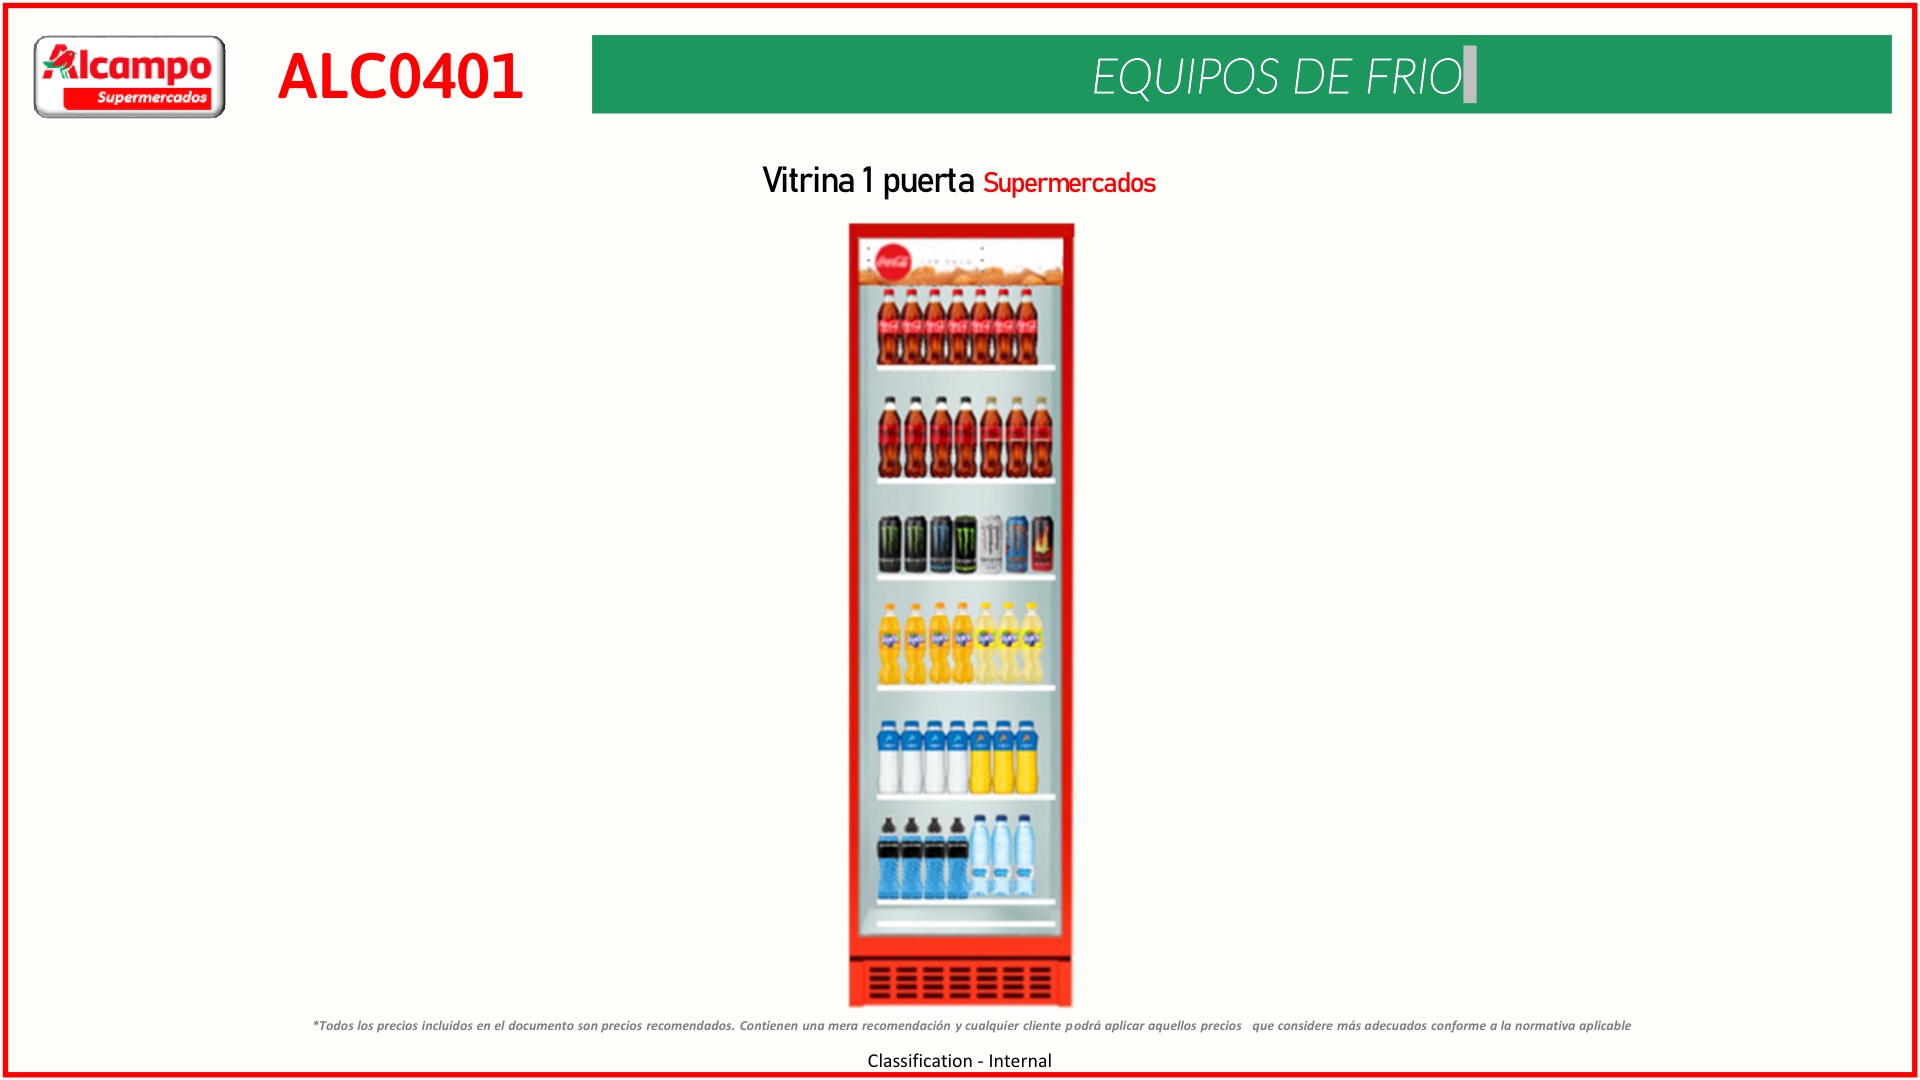 Alcampo
Supermercados
ALC0401
EQUIPOS DE FRIO
Vitrina 1 puerta Supermercados
Coca-Cola
*Todos los precios incluidos en el documento son precios recomendados. Contienen una mera recomendación y cualquier cliente podrá aplicar aquellos precios que considere más adecuados conforme a la normativa aplicable
Classification - Internal